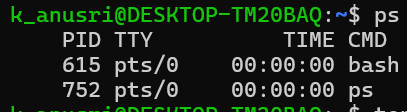 k_anusri@DESKTOP-TM20BAQ:~$ ps
PID TTY TIME CMD
615 pts/0 00:00:00 bash
752 pts/0 00:00:00 ps